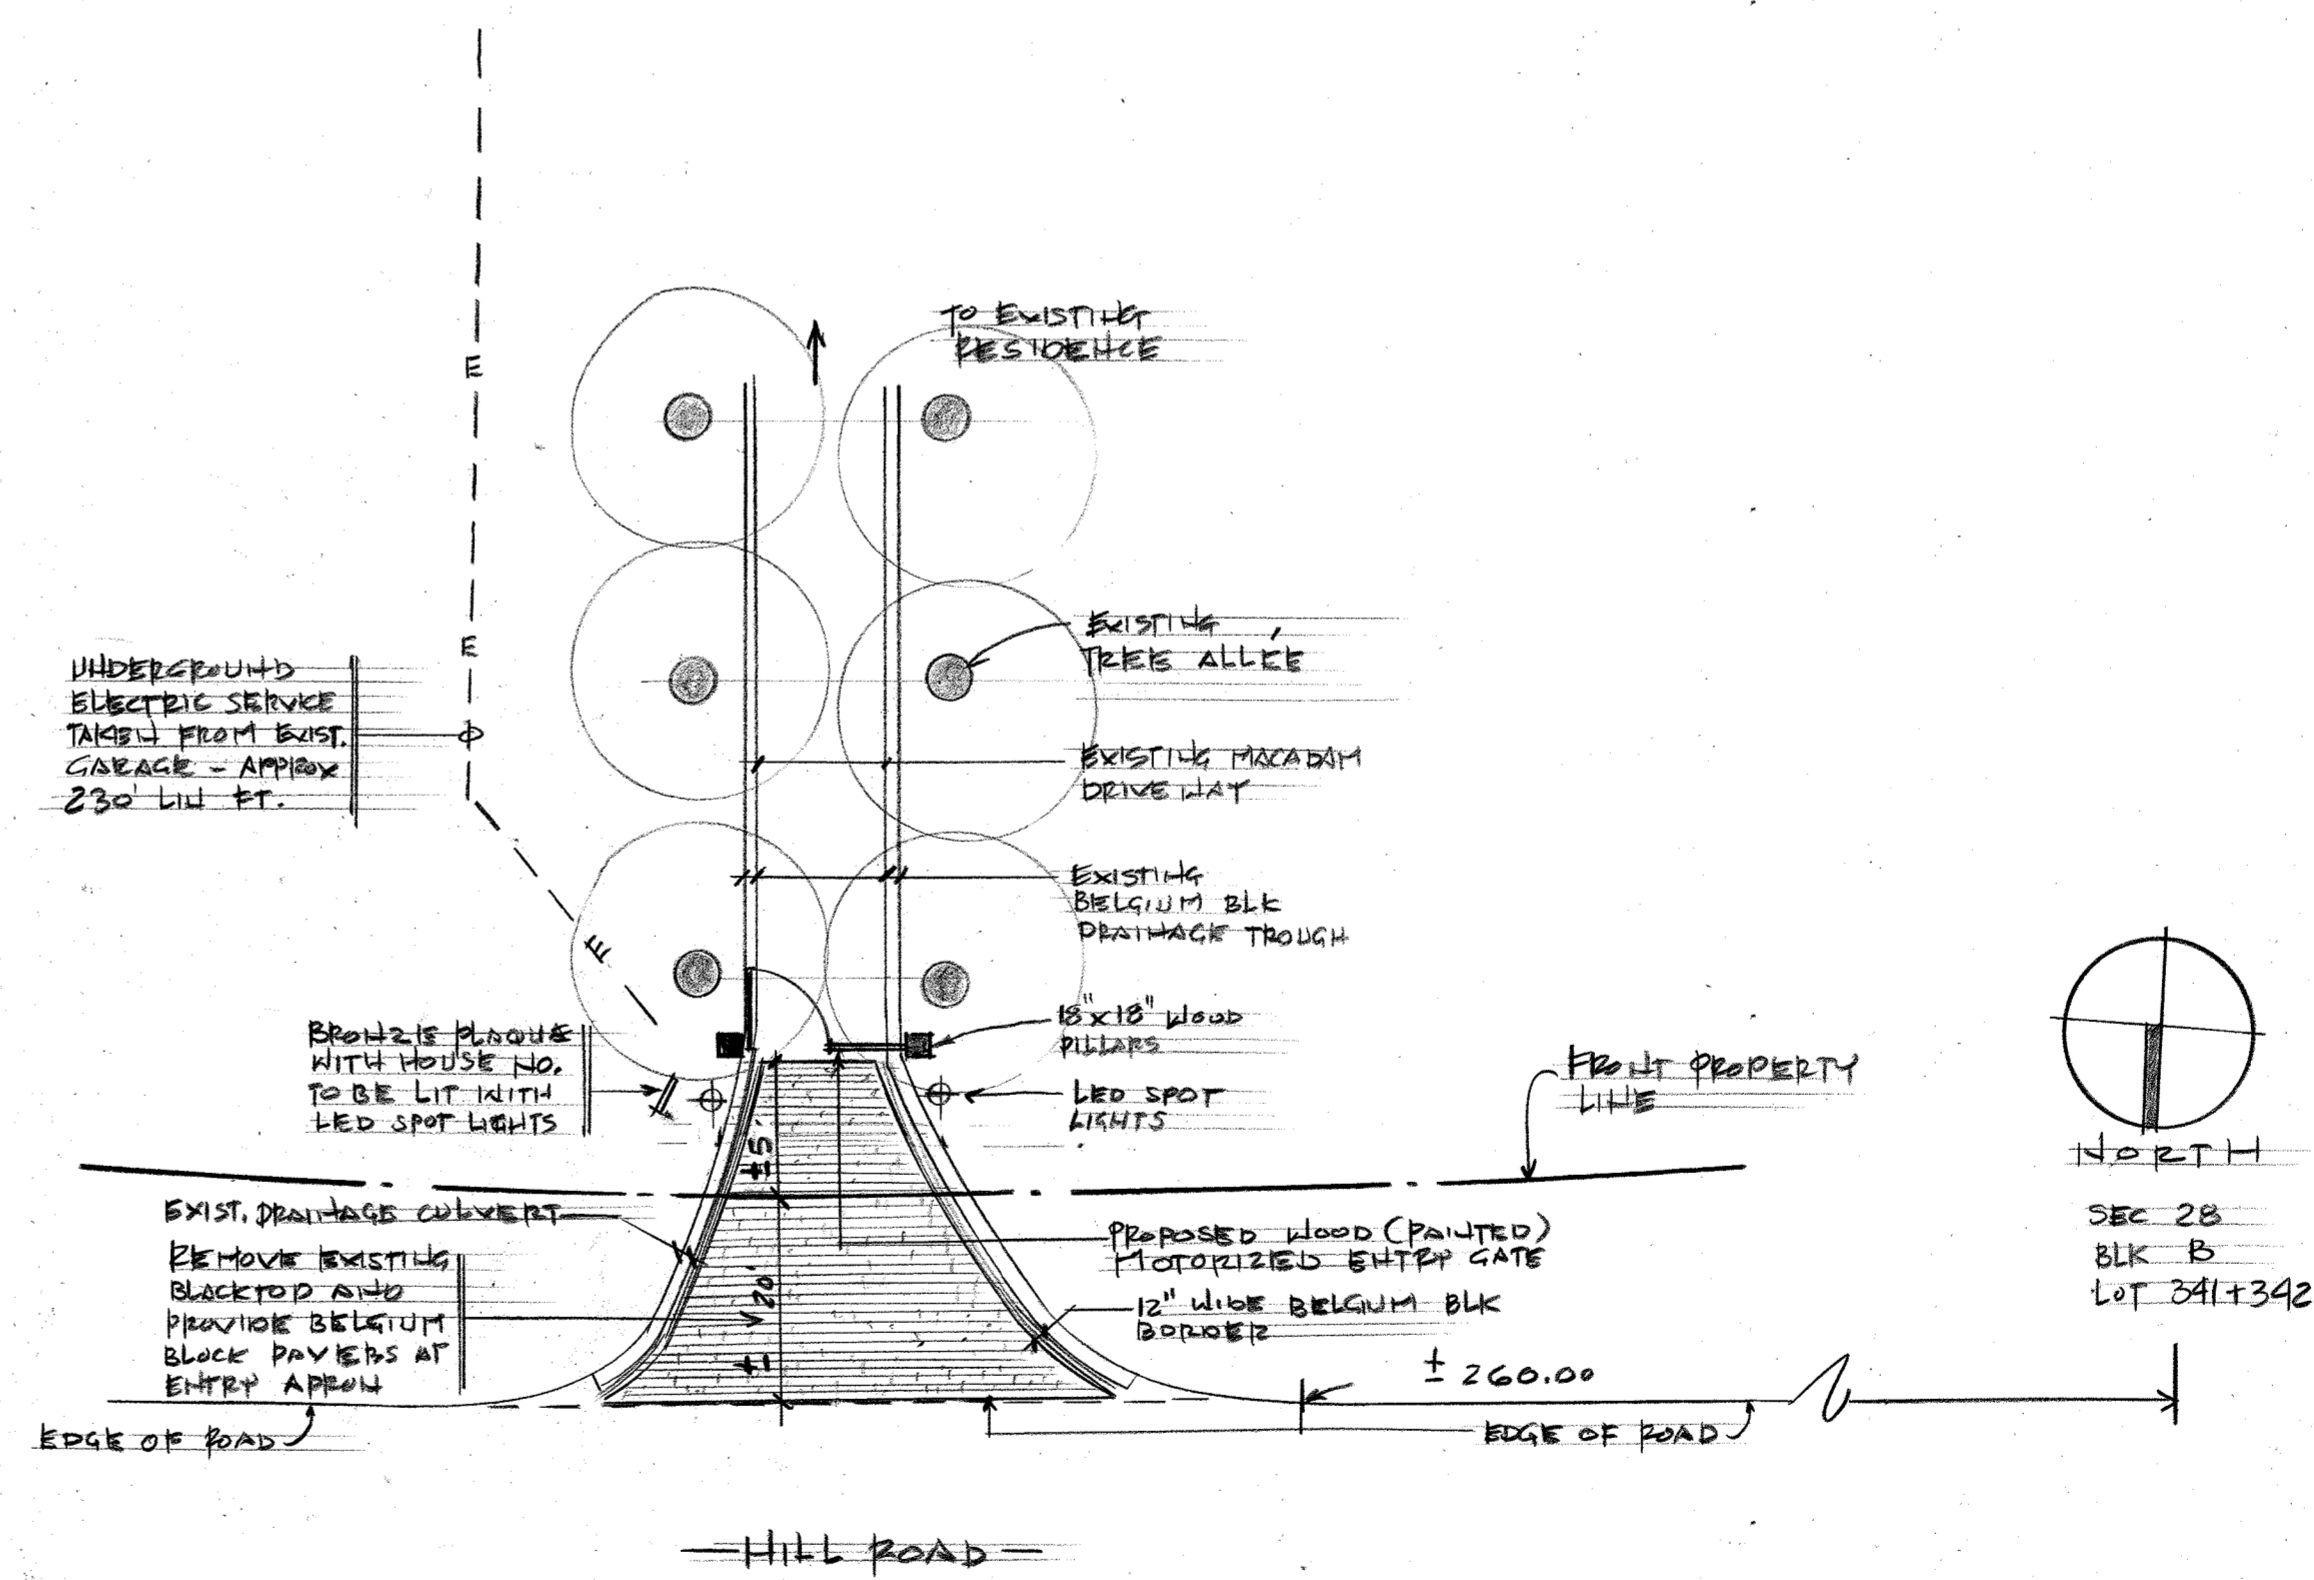 TO EXISTING
RESIDENCE
E
E
EXISTING
TREE ALLÉE
UNDERGROUND
ELECTRIC SERVICE
TAKEN FROM EXIST.
GARAGE - APPROX
230' LIN FT.
EXISTING MACADAM
DRIVEWAY
EXISTING
BELGIUM BLK
DRAINAGE TROUGH
E
18"x18" WOOD
PILLARS
BRONZE PLAQUE
WITH HOUSE NO.
TO BE LIT WITH
LED SPOT LIGHTS
LED SPOT
LIGHTS
FRONT PROPERTY
LINE
NORTH
±5'
EXIST. DRAINAGE CULVERT
SEC 28
BLK B
LOT 341+342
PROPOSED WOOD (PAINTED)
MOTORIZED ENTRY GATE
REMOVE EXISTING
BLACKTOP AND
PROVIDE BELGIUM
BLOCK PAVERS AT
ENTRY APRON
± 20'
12" WIDE BELGIUM BLK
BORDER
± 260.00
EDGE OF ROAD
EDGE OF ROAD
HILL ROAD